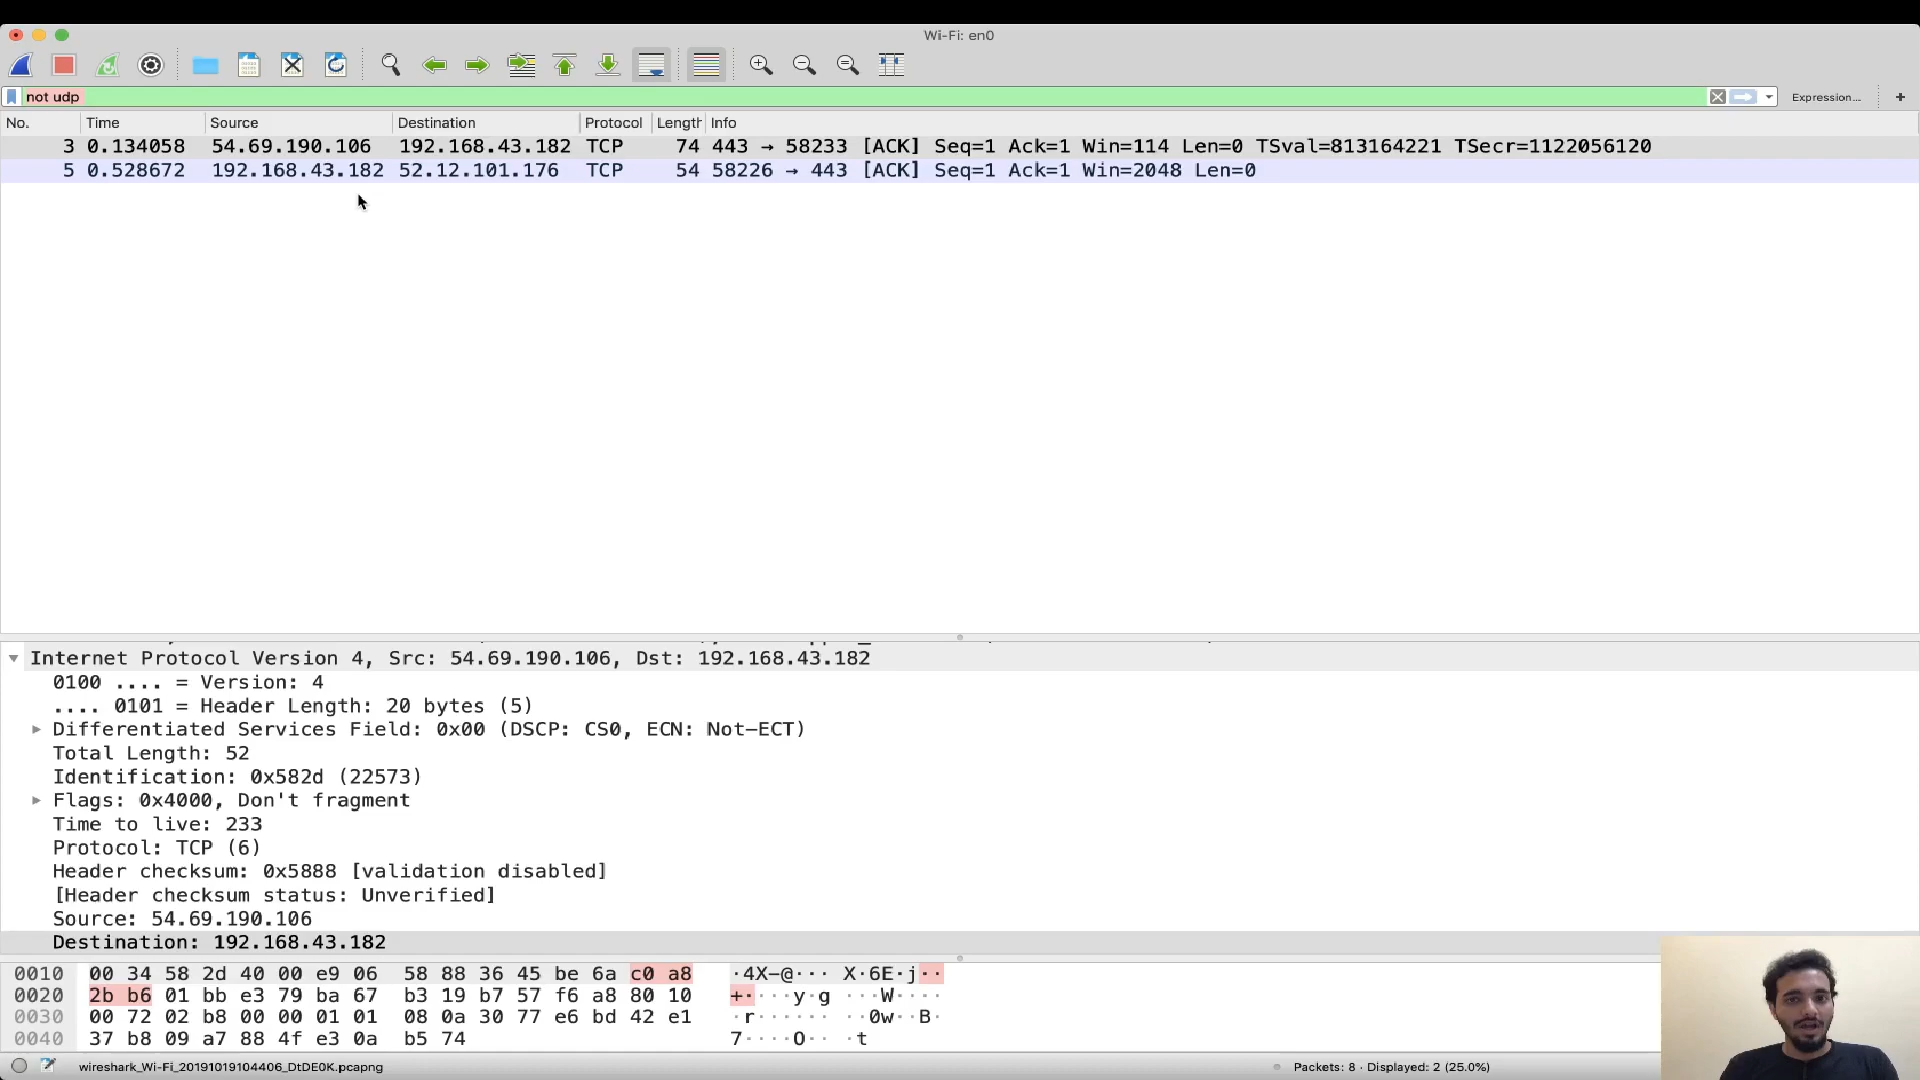 Wi-Fi: en0
not udp
Expression...
+
No. Time Source Destination Protocol Length Info
3 0.134058 54.69.190.106 192.168.43.182 TCP 74 443 → 58233 [ACK] Seq=1 Ack=1 Win=114 Len=0 TSval=813164221 TSecr=1122056120
5 0.528672 192.168.43.182 52.12.101.176 TCP 54 58226 → 443 [ACK] Seq=1 Ack=1 Win=2048 Len=0
Internet Protocol Version 4, Src: 54.69.190.106, Dst: 192.168.43.182
0100 .... = Version: 4
.... 0101 = Header Length: 20 bytes (5)
Differentiated Services Field: 0x00 (DSCP: CS0, ECN: Not-ECT)
Total Length: 52
Identification: 0x582d (22573)
Flags: 0x4000, Don't fragment
Time to live: 233
Protocol: TCP (6)
Header checksum: 0x5888 [validation disabled]
[Header checksum status: Unverified]
Source: 54.69.190.106
Destination: 192.168.43.182
0010 00 34 58 2d 40 00 e9 06 58 88 36 45 be 6a c0 a8 ·4X-@··· X·6E·j··
0020 2b b6 01 bb e3 79 ba 67 b3 19 b7 57 f6 a8 80 10 +····y·g ···W····
0030 00 72 02 b8 00 00 01 01 08 0a 30 77 e6 bd 42 e1 ·r······ ··0w··B·
0040 37 b8 09 a7 88 4f e3 0a b5 74 7····O·· ·t
wireshark_Wi-Fi_20191019104406_DtDE0K.pcapng
Packets: 8 · Displayed: 2 (25.0%)